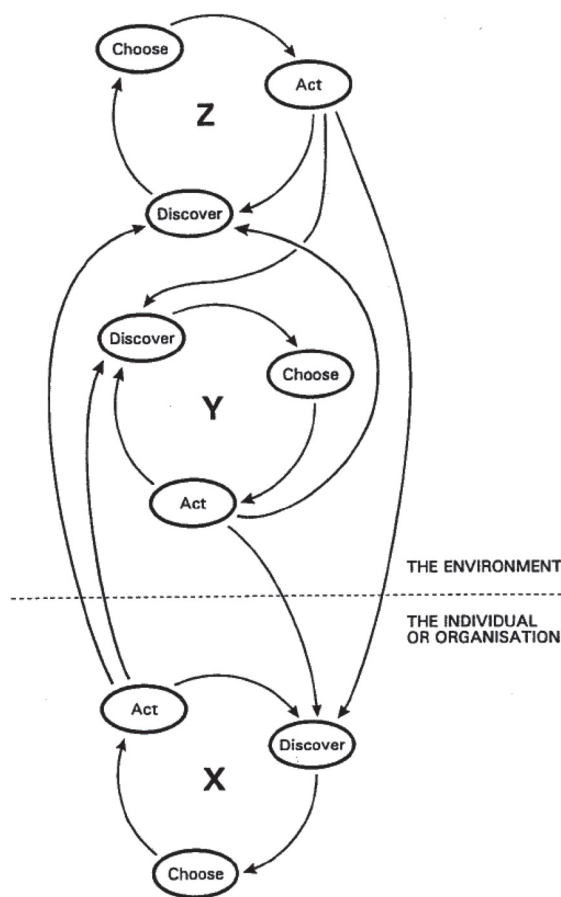 Choose
Act
Z
Discover
Discover
Choose
Y
Act
THE ENVIRONMENT
THE INDIVIDUAL
OR ORGANISATION
Act
Discover
X
Choose